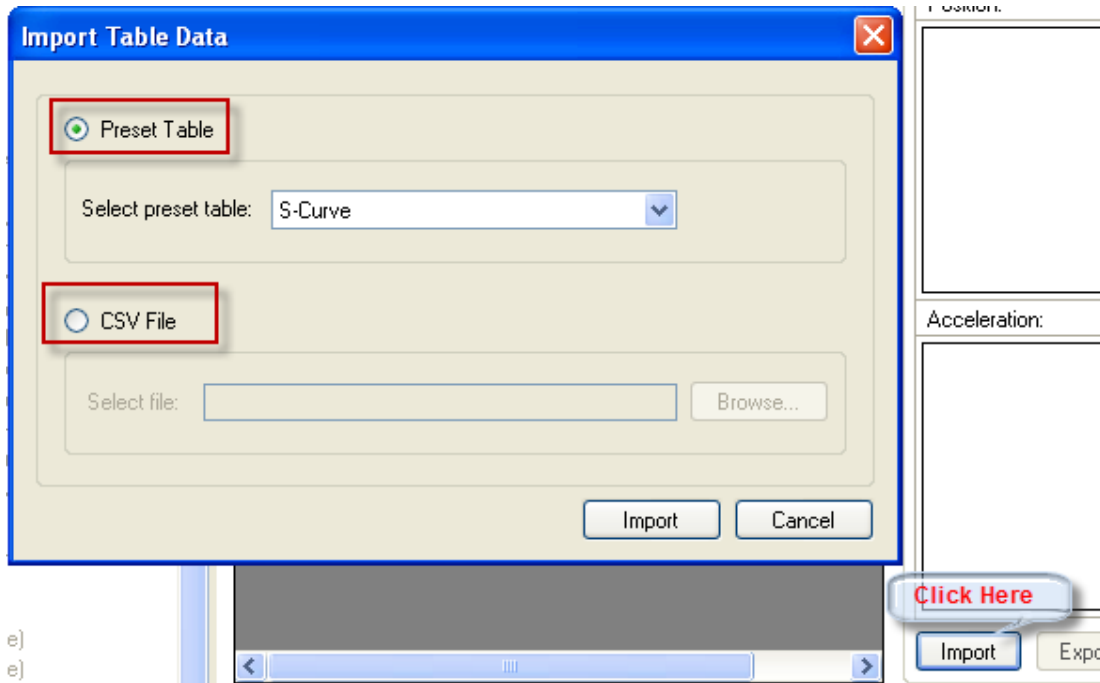 Import Table Data
Preset Table
Select preset table: S-Curve
CSV File
Select file: Browse...
Import Cancel
Position:
Acceleration:
Click Here
Import
e)
e)